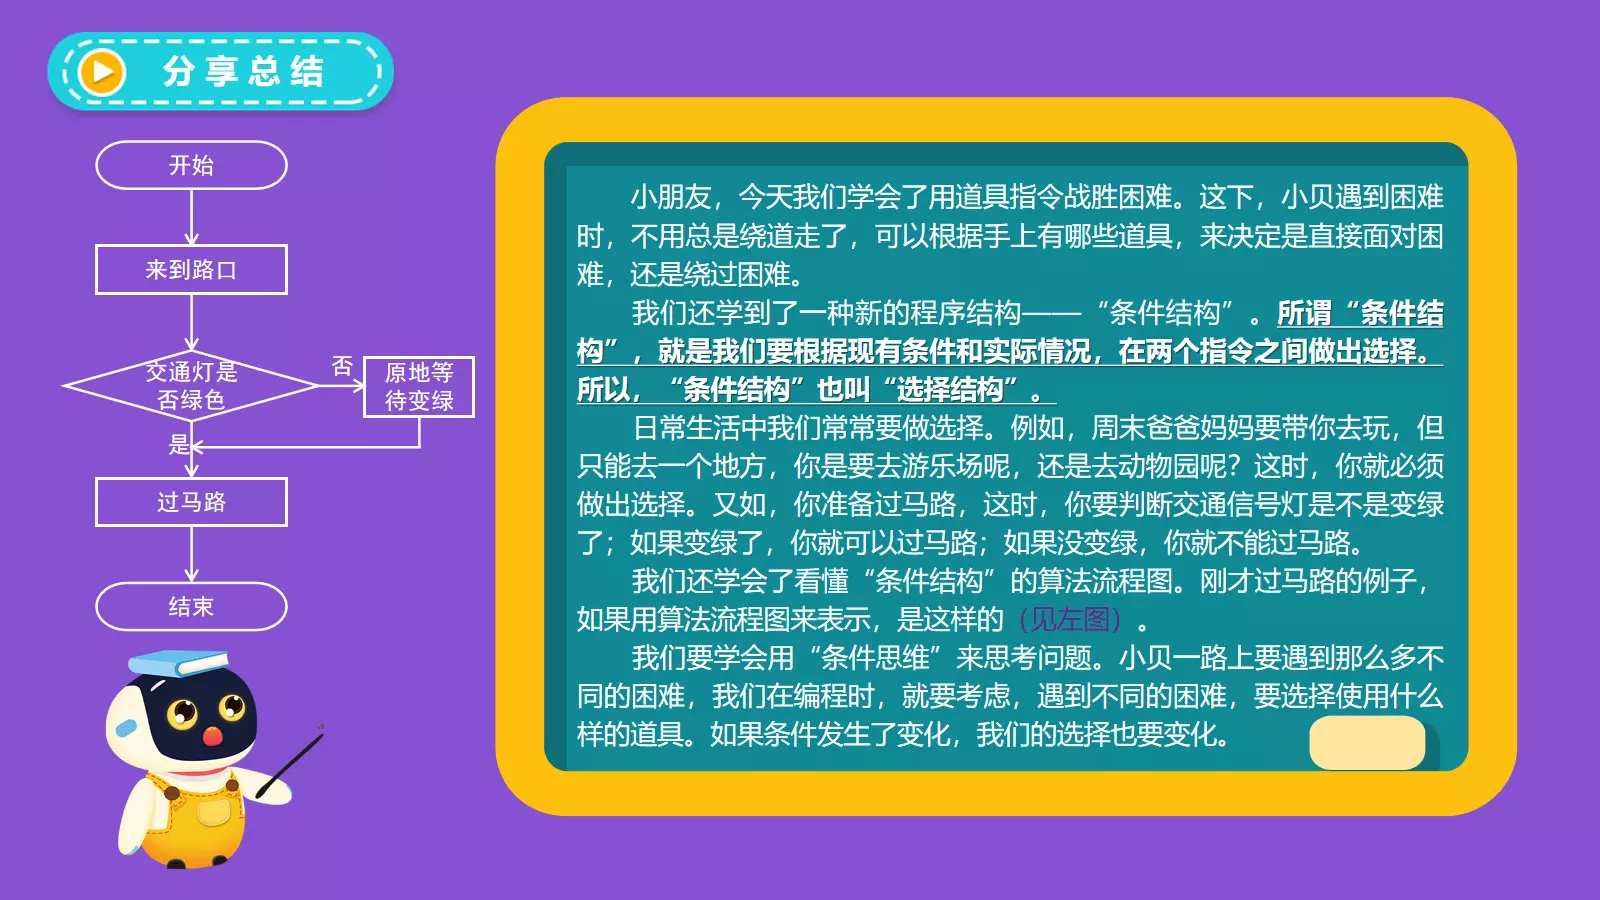 分享总结
开始
来到路口
交通灯是
否绿色
否
原地等
待变绿
是
过马路
结束
小朋友，今天我们学会了用道具指令战胜困难。这下，小贝遇到困难
时，不用总是绕道走了，可以根据手上有哪些道具，来决定是直接面对困
难，还是绕过困难。
我们还学到了一种新的程序结构——“条件结构”。所谓“条件结
构”，就是我们要根据现有条件和实际情况，在两个指令之间做出选择。
所以，“条件结构”也叫“选择结构”。
日常生活中我们常常要做选择。例如，周末爸爸妈妈要带你去玩，但
只能去一个地方，你是要去游乐场呢，还是去动物园呢？这时，你就必须
做出选择。又如，你准备过马路，这时，你要判断交通信号灯是不是变绿
了；如果变绿了，你就可以过马路；如果没变绿，你就不能过马路。
我们还学会了看懂“条件结构”的算法流程图。刚才过马路的例子，
如果用算法流程图来表示，是这样的（见左图）。
我们要学会用“条件思维”来思考问题。小贝一路上要遇到那么多不
同的困难，我们在编程时，就要考虑，遇到不同的困难，要选择使用什么
样的道具。如果条件发生了变化，我们的选择也要变化。